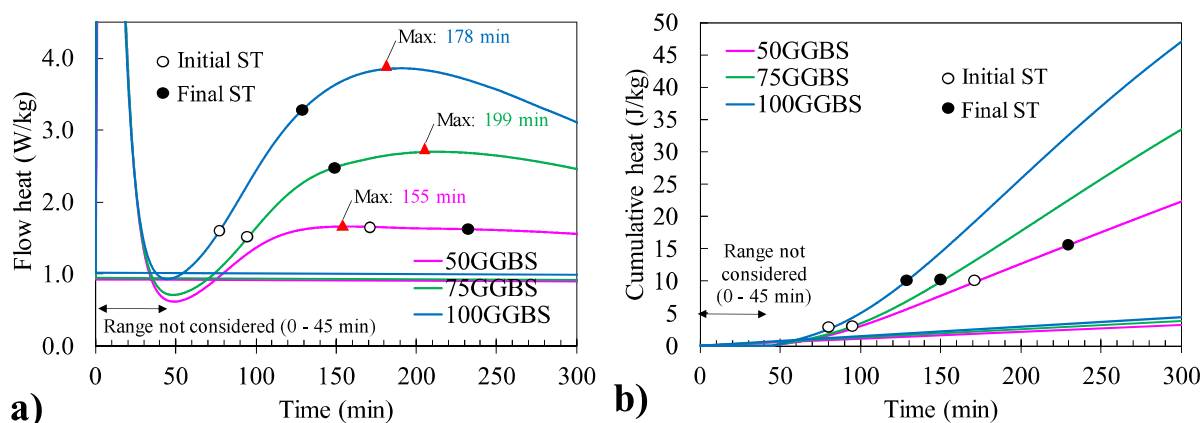 4.0
3.0
2.0
1.0
0.0
Flow heat (W/kg)
Initial ST
Final ST
Max: 178 min
Max: 199 min
Max: 155 min
50GGBS
75GGBS
100GGBS
Range not considered (0 - 45 min)
0 50 100 150 200 250 300
Time (min)
a)
50
45
40
35
30
25
20
15
10
5
0
Cumulative heat (J/kg)
50GGBS
75GGBS
100GGBS
Initial ST
Final ST
Range not
considered
(0 - 45 min)
0 50 100 150 200 250 300
Time (min)
b)